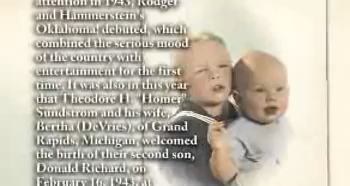 attention in 1943, Rodger
and Hammerstein's
Oklahoma! debuted, which
combined the serious mood
of the country with
entertainment for the first
time. It was also in this year
that Theodore H. "Homer"
Sundstrom and his wife,
Bertha (DeVries), of Grand
Rapids, Michigan, welcomed
the birth of their second son,
Donald Richard, on
February 16, 1943, at